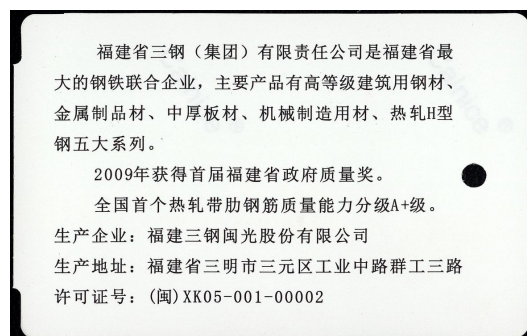 福建省三钢（集团）有限责任公司是福建省最
大的钢铁联合企业，主要产品有高等级建筑用钢材、
金属制品材、中厚板材、机械制造用材、热轧H型
钢五大系列。
2009年获得首届福建省政府质量奖。
全国首个热轧带肋钢筋质量能力分级A+级。
生产企业：福建三钢闽光股份有限公司
生产地址：福建省三明市三元区工业中路群工三路
许可证号：(闽)XK05-001-00002